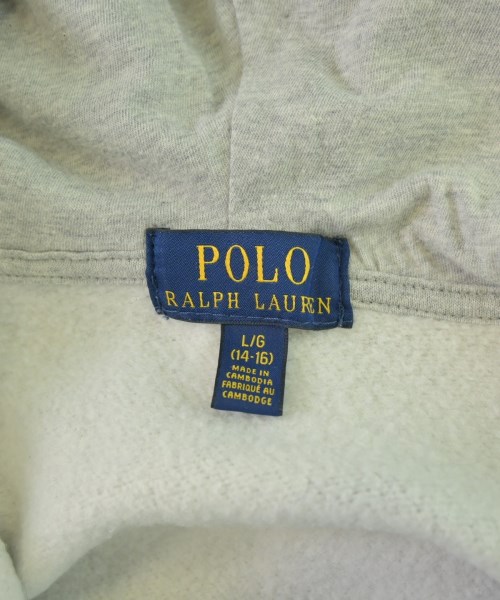 POLO
RALPH LAUREN
L/G
(14-16)
MADE IN
CAMBODIA
FABRIQUÉ AU
CAMBODGE